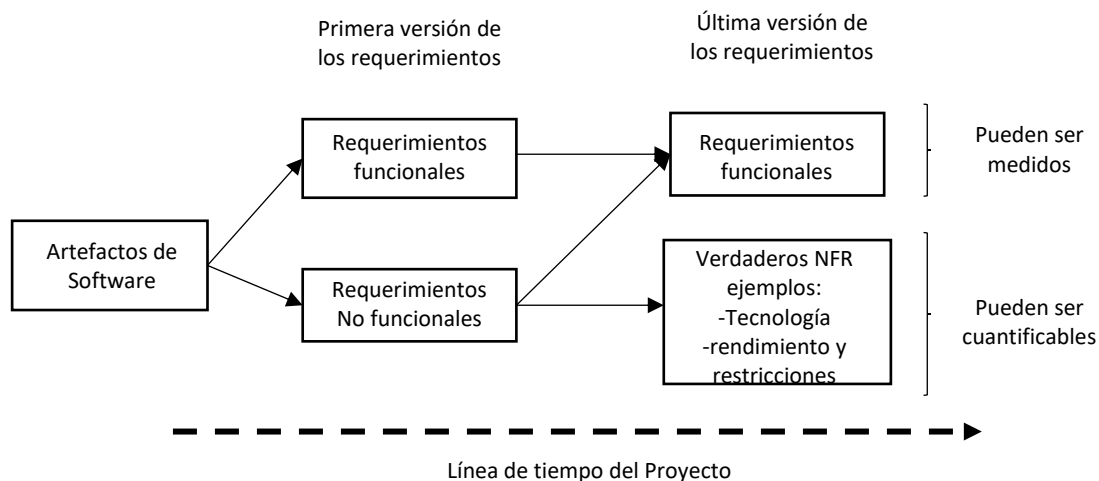 Primera versión de
los requerimientos
Última versión de
los requerimientos
Requerimientos
funcionales
Requerimientos
funcionales
Pueden ser
medidos
Artefactos de
Software
Requerimientos
No funcionales
Verdaderos NFR
ejemplos:
-Tecnología
-rendimiento y
restricciones
Pueden ser
cuantificables
Línea de tiempo del Proyecto